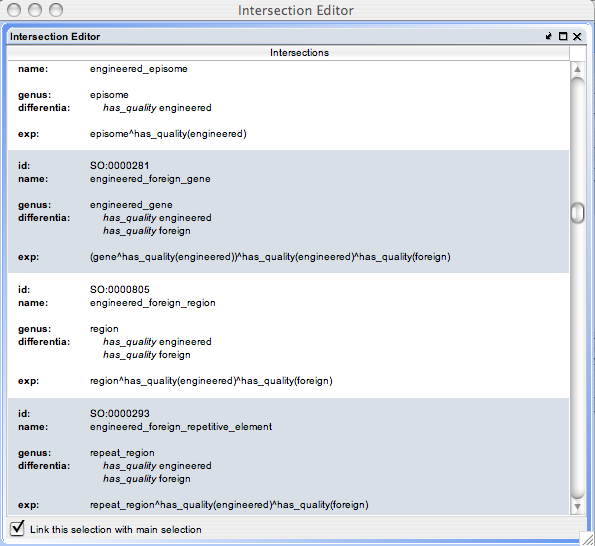 Intersection Editor
Intersection Editor
Intersections
name: engineered_episome
genus: episome
differentia: has_quality engineered
exp: episome^has_quality(engineered)
id: SO:0000281
name: engineered_foreign_gene
genus: engineered_gene
differentia: has_quality engineered
has_quality foreign
exp: (gene^has_quality(engineered))^has_quality(engineered)^has_quality(foreign)
id: SO:0000805
name: engineered_foreign_region
genus: region
differentia: has_quality engineered
has_quality foreign
exp: region^has_quality(engineered)^has_quality(foreign)
id: SO:0000293
name: engineered_foreign_repetitive_element
genus: repeat_region
differentia: has_quality engineered
has_quality foreign
exp: repeat_region^has_quality(engineered)^has_quality(foreign)
Link this selection with main selection